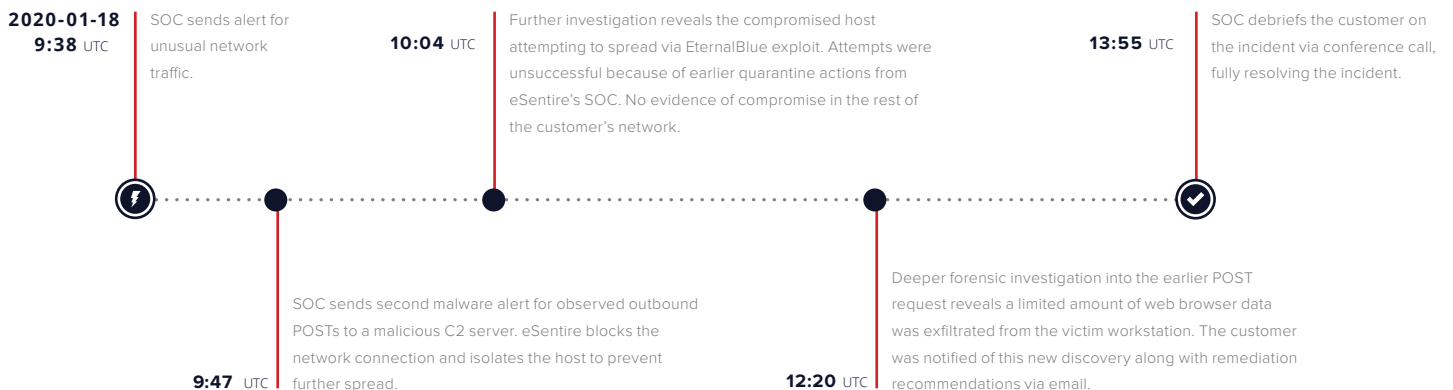 2020-01-18
9:38 UTC
SOC sends alert for
unusual network
traffic.
9:47 UTC
SOC sends second malware alert for observed outbound
POSTs to a malicious C2 server. eSentire blocks the
network connection and isolates the host to prevent
further spread.
10:04 UTC
Further investigation reveals the compromised host
attempting to spread via EternalBlue exploit. Attempts were
unsuccessful because of earlier quarantine actions from
eSentire's SOC. No evidence of compromise in the rest of
the customer's network.
12:20 UTC
Deeper forensic investigation into the earlier POST
request reveals a limited amount of web browser data
was exfiltrated from the victim workstation. The customer
was notified of this new discovery along with remediation
recommendations via email.
13:55 UTC
SOC debriefs the customer on
the incident via conference call,
fully resolving the incident.